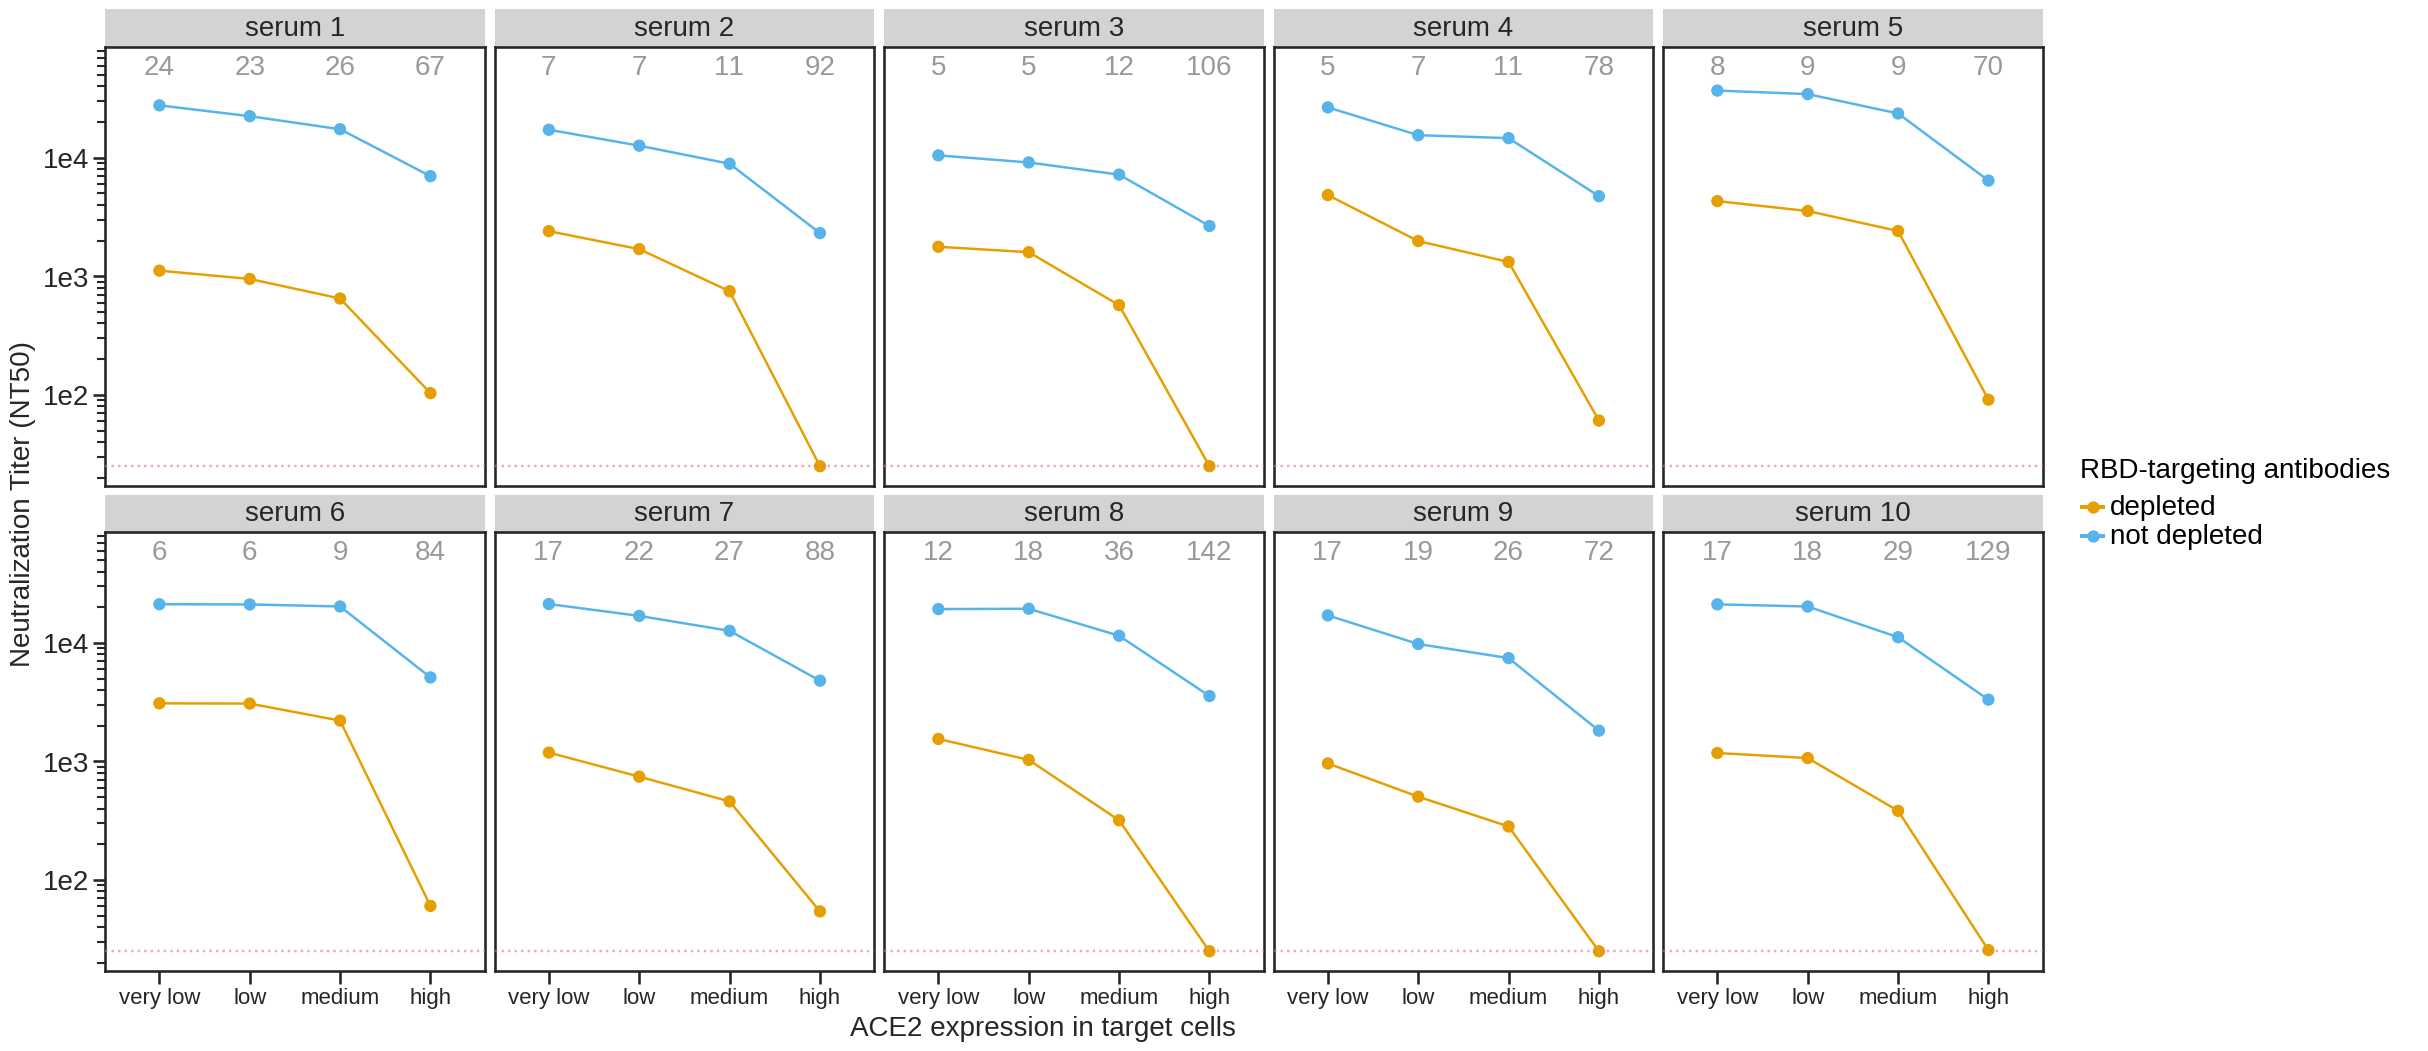 serum 1 serum 2 serum 3 serum 4 serum 5
24 23 26 67 7 7 11 92 5 5 12 106 5 7 11 78 8 9 9 70
1e4
1e3
1e2
serum 6 serum 7 serum 8 serum 9 serum 10
6 6 9 84 17 22 27 88 12 18 36 142 17 19 26 72 17 18 29 129
1e4
1e3
1e2
very low low medium high very low low medium high very low low medium high very low low medium high very low low medium high
ACE2 expression in target cells
Neutralization Titer (NT50)
RBD-targeting antibodies
depleted
not depleted